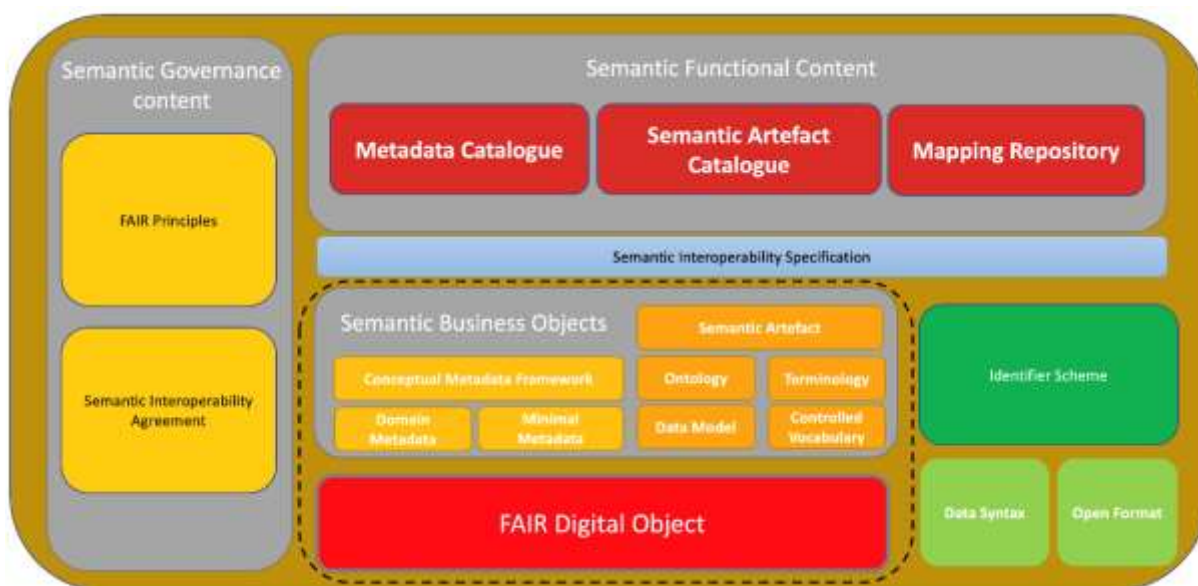 Semantic Governance
content
FAIR Principles
Semantic Interoperability
Agreement
Semantic Functional Content
Metadata Catalogue
Semantic Artefact
Catalogue
Mapping Repository
Semantic Interoperability Specification
Semantic Business Objects
Conceptual Metadata Framework
Domain
Metadata
Minimal
Metadata
Semantic Artefact
Ontology
Terminology
Data Model
Controlled
Vocabulary
FAIR Digital Object
Identifier Scheme
Data Syntax
Open Format